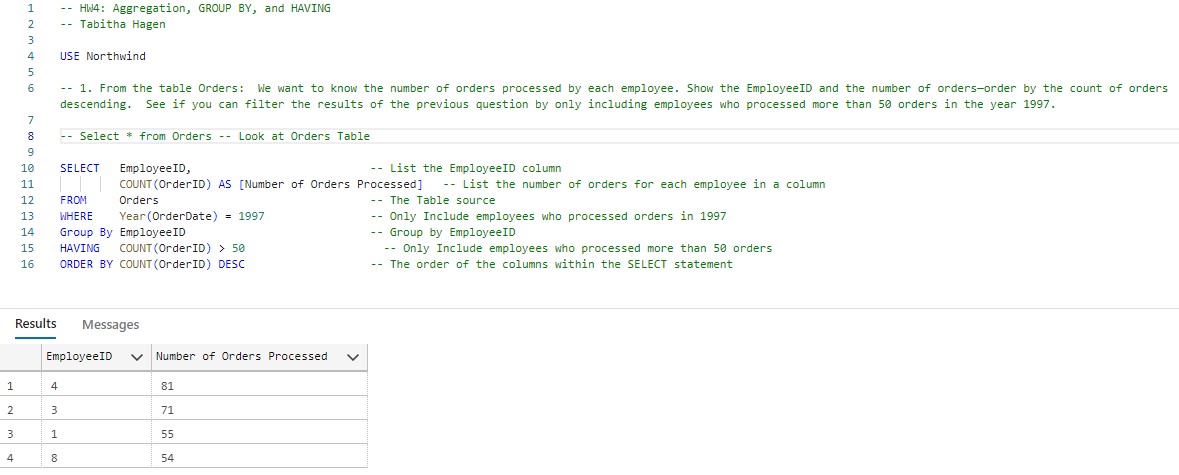 1 -- HW4: Aggregation, GROUP BY, and HAVING
2 -- Tabitha Hagen
3
4 USE Northwind
5
6 -- 1. From the table Orders:  We want to know the number of orders processed by each employee. Show the EmployeeID and the number of orders—order by the count of orders
descending.  See if you can filter the results of the previous question by only including employees who processed more than 50 orders in the year 1997.
7
8 -- Select * from Orders -- Look at Orders Table
9
10 SELECT   EmployeeID,                           -- List the EmployeeID column
11          COUNT(OrderID) AS [Number of Orders Processed]   -- List the number of orders for each employee in a column
12 FROM     Orders                                -- The Table source
13 WHERE    Year(OrderDate) = 1997                -- Only Include employees who processed orders in 1997
14 Group By EmployeeID                            -- Group by EmployeeID
15 HAVING   COUNT(OrderID) > 50                     -- Only Include employees who processed more than 50 orders
16 ORDER BY COUNT(OrderID) DESC                   -- The order of the columns within the SELECT statement
Results Messages
EmployeeID Number of Orders Processed
1 4 81
2 3 71
3 1 55
4 8 54